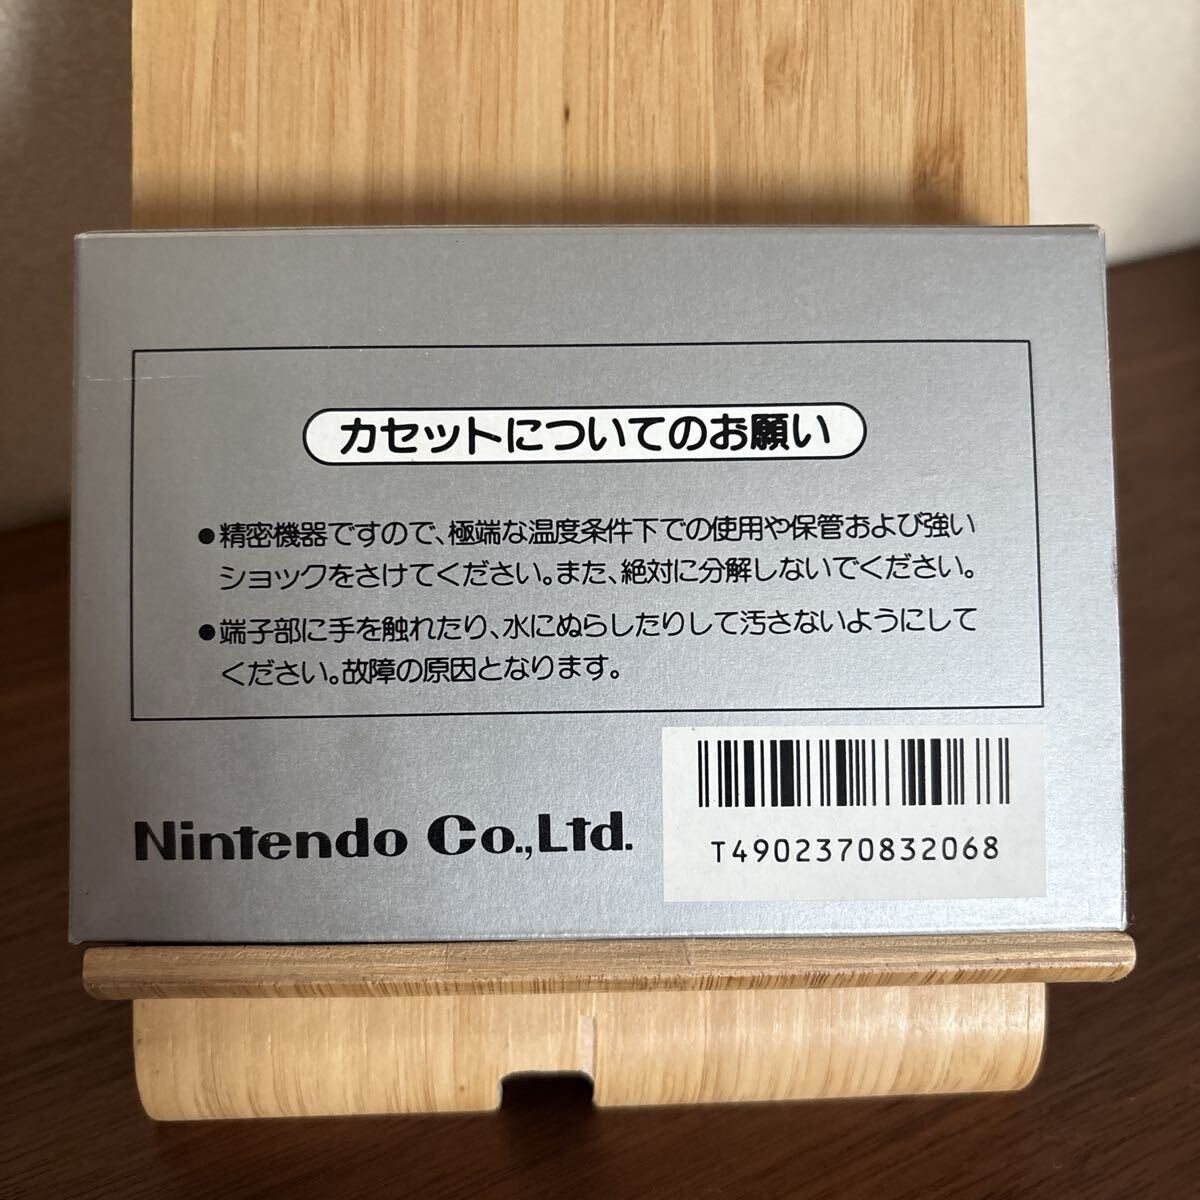 カセットについてのお願い
●精密機器ですので、極端な温度条件下での使用や保管および強い
ショックをさけてください。また、絶対に分解しないでください。
●端子部に手を触れたり、水にぬらしたりして汚さないようにして
ください。故障の原因となります。
Nintendo Co.,Ltd.
T4902370832068